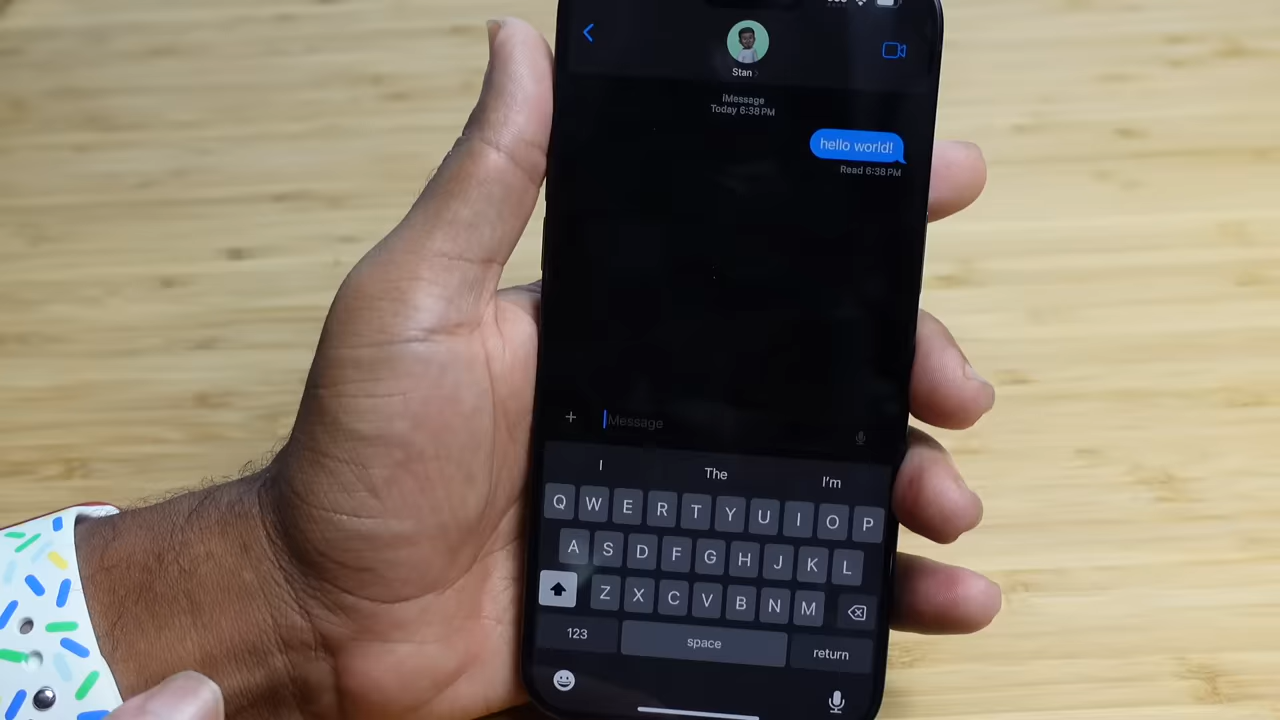 Stan
iMessage
Today 6:38 PM
hello world!
Read 6:38 PM
Message
I The I'm
Q W E R T Y U I O P
A S D F G H J K L
Z X C V B N M
123 space return